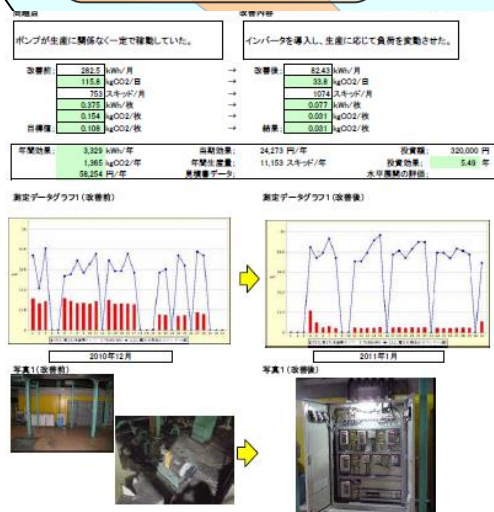 問題点 改善内容
ポンプが生産に関係なく一定で稼動していた。 インバータを導入し、生産に応じて負荷を変動させた。
改善前: 282.5 kWh/月 → 改善後: 82.43 kWh/月
115.8 kgCO2/日 → 33.8 kgCO2/日
753 スキッド/月 → 1074 スキッド/月
0.375 kWh/枚 → 0.077 kWh/枚
0.154 kgCO2/枚 → 0.031 kgCO2/枚
目標値: 0.108 kgCO2/枚 → 結果: 0.031 kgCO2/枚
年間効果: 3,329 kWh/年 当期効果: 24,273 円/年 投資額: 320,000 円
1,365 kgCO2/年 年間生産量: 11,153 スキッド/年 投資効果: 5.49 年
58,254 円/年 見積書データ: 水平展開の評価:
測定データグラフ1(改善前) 測定データグラフ1(改善後)
2010年12月 2011年1月
写真1(改善前) 写真1(改善後)